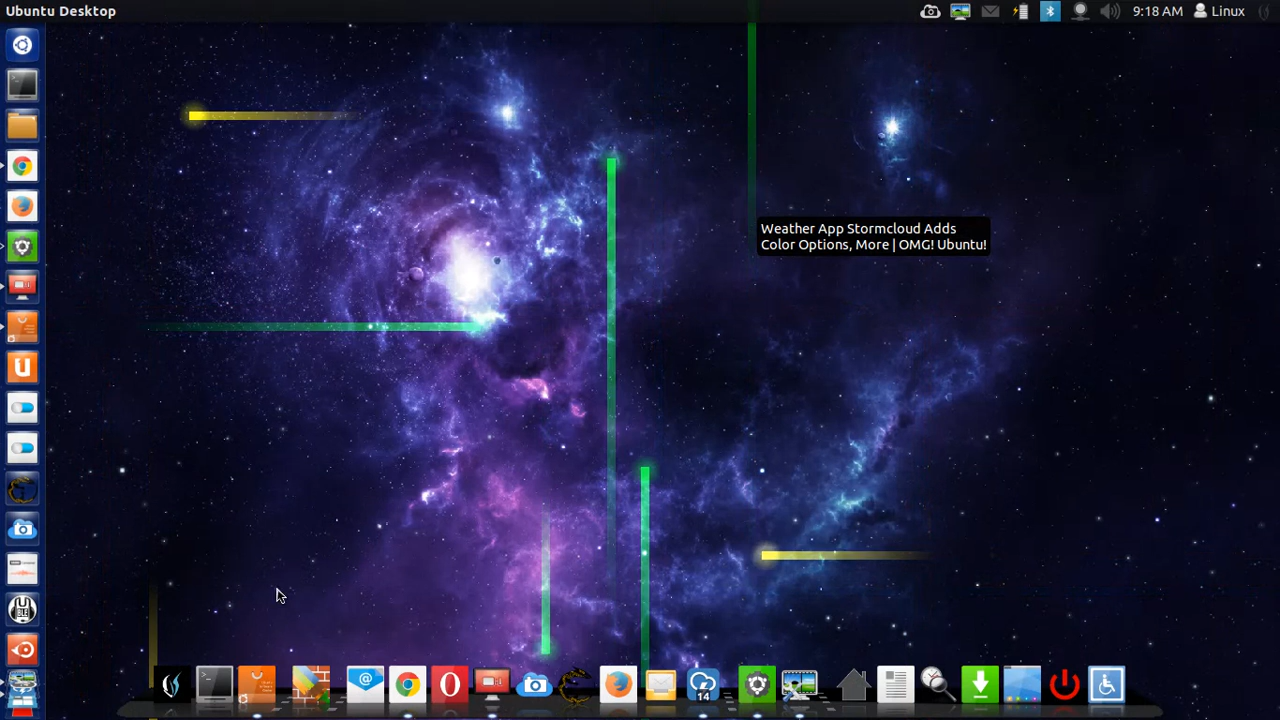 Ubuntu Desktop
9:18 AM
Linux
Weather App Stormcloud Adds
Color Options, More | OMG! Ubuntu!
14